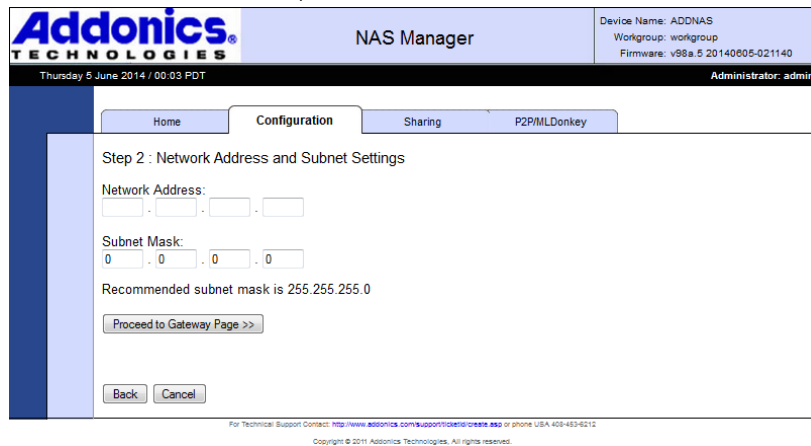 Addonics®
TECHNOLOGIES
NAS Manager
Device Name: ADDNAS
Workgroup: workgroup
Firmware: v98a.5 20140605-021140
Thursday 5 June 2014 / 00:03 PDT
Administrator: admin
Home Configuration Sharing P2P/MLDonkey
Step 2 : Network Address and Subnet Settings
Network Address:
. . .
Subnet Mask:
0 . 0 . 0 . 0
Recommended subnet mask is 255.255.255.0
Proceed to Gateway Page >>
Back Cancel
For Technical Support Contact: http://www.addonics.com/support/ticketid/create.asp or phone USA 408-453-6212
Copyright © 2011 Addonics Technologies, All rights reserved.